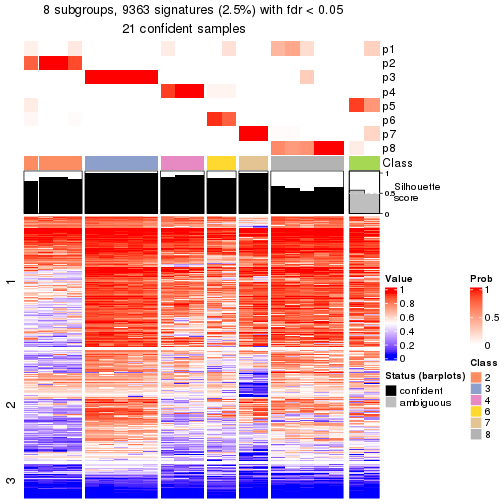 8 subgroups, 9363 signatures (2.5%) with fdr < 0.05
21 confident samples
p1
p2
p3
p4
p5
p6
p7
p8
Class
1
0.5
0
Silhouette
score
1
2
3
Value
1
0.8
0.6
0.4
0.2
0
Prob
1
0.5
0
Status (barplots)
confident
ambiguous
Class
2
3
4
6
7
8